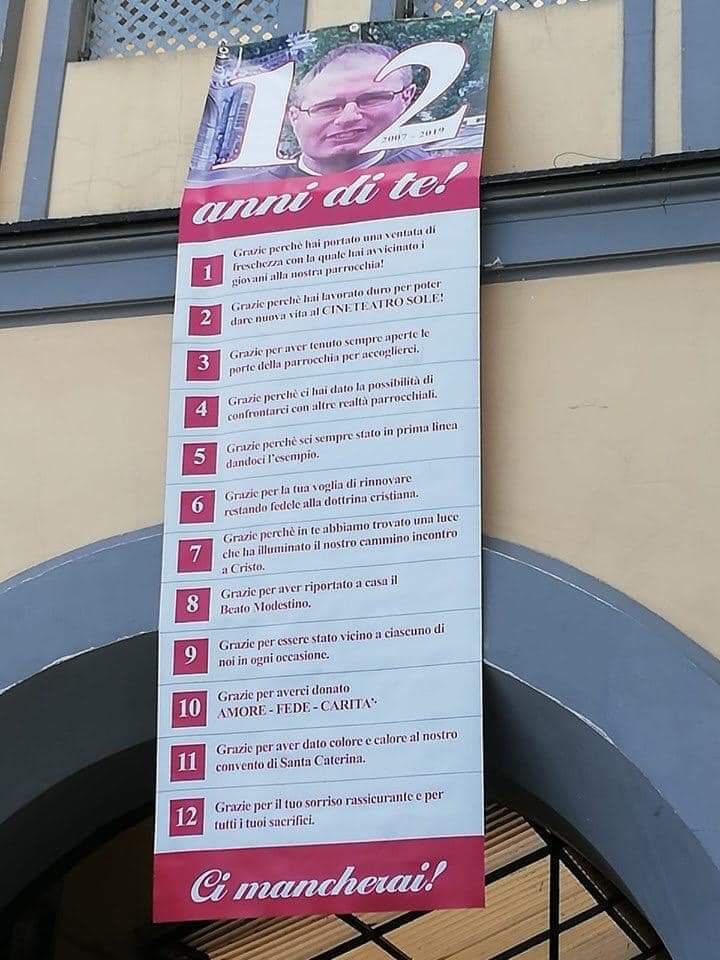 12
2007 - 2019
anni di te!
1
Grazie perchè hai portato una ventata di
freschezza con la quale hai avvicinato i
giovani alla nostra parrocchia!
2
Grazie perchè hai lavorato duro per poter
dare nuova vita al CINETEATRO SOLE!
3
Grazie per aver tenuto sempre aperte le
porte della parrocchia per accoglierci.
4
Grazie perchè ci hai dato la possibilità di
confrontarci con altre realtà parrocchiali.
5
Grazie perchè sei sempre stato in prima linea
dandoci l'esempio.
6
Grazie per la tua voglia di rinnovare
restando fedele alla dottrina cristiana.
7
Grazie perchè in te abbiamo trovato una luce
che ha illuminato il nostro cammino incontro
a Cristo.
8
Grazie per aver riportato a casa il
Beato Modestino.
9
Grazie per essere stato vicino a ciascuno di
noi in ogni occasione.
10
Grazie per averci donato
AMORE - FEDE - CARITA'.
11
Grazie per aver dato colore e calore al nostro
convento di Santa Caterina.
12
Grazie per il tuo sorriso rassicurante e per
tutti i tuoi sacrifici.
Ci mancherai!